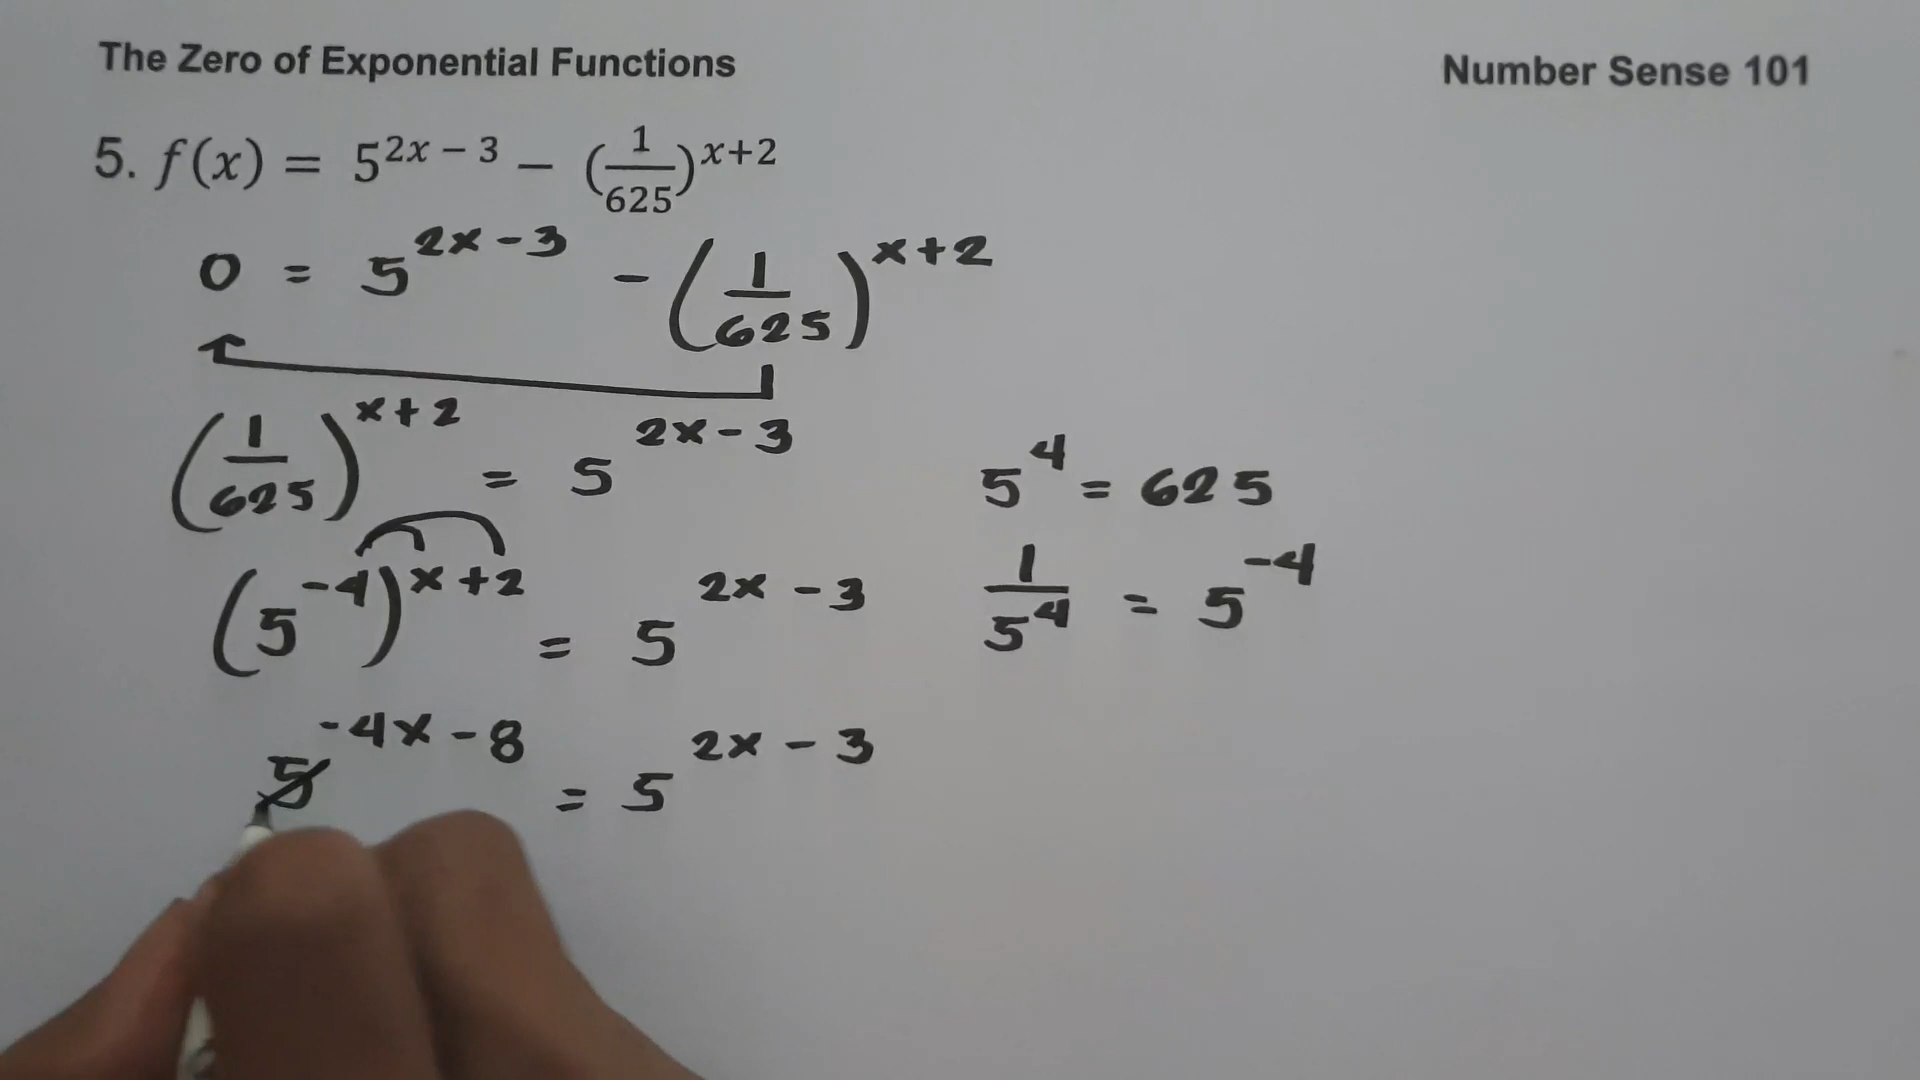 The Zero of Exponential Functions
Number Sense 101
5. f(x) = 5^{2x – 3} – (1/625)^{x+2}
0 = 5^{2x – 3} – (1/625)^{x+2}
(1/625)^{x+2} = 5^{2x – 3}
5^4 = 625
(5^{-4})^{x+2} = 5^{2x – 3}
1/5^4 = 5^{-4}
5^{-4x – 8} = 5^{2x – 3}